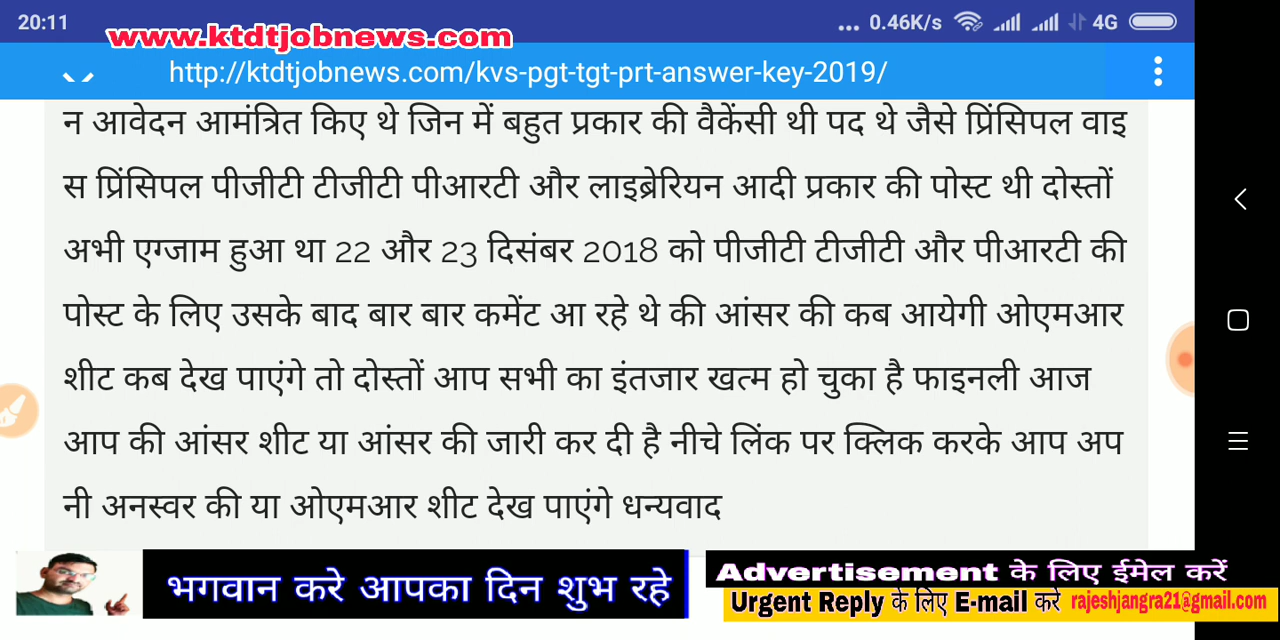 20:11
... 0.46K/s 4G
www.ktdtjobnews.com
http://ktdtjobnews.com/kvs-pgt-tgt-prt-answer-key-2019/
न आवेदन आमंत्रित किए थे जिन में बहुत प्रकार की वैकेंसी थी पद थे जैसे प्रिंसिपल वाइ
स प्रिंसिपल पीजीटी टीजीटी पीआरटी और लाइब्रेरियन आदी प्रकार की पोस्ट थी दोस्तों
अभी एग्जाम हुआ था 22 और 23 दिसंबर 2018 को पीजीटी टीजीटी और पीआरटी की
पोस्ट के लिए उसके बाद बार बार कमेंट आ रहे थे की आंसर की कब आयेगी ओएमआर
शीट कब देख पाएंगे तो दोस्तों आप सभी का इंतजार खत्म हो चुका है फाइनली आज
आप की आंसर शीट या आंसर की जारी कर दी है नीचे लिंक पर क्लिक करके आप अप
नी अनस्वर की या ओएमआर शीट देख पाएंगे धन्यवाद
भगवान करे आपका दिन शुभ रहे
Advertisement के लिए ईमेल करें
Urgent Reply के लिए E-mail करे rajeshjangra21@gmail.com